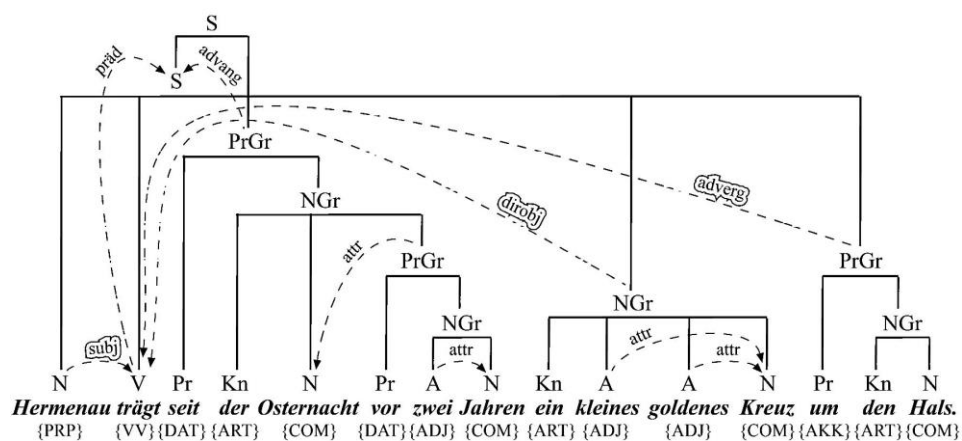 S
präd
advang
S
PrGr
NGr
dirobj
adverg
attr
PrGr
PrGr
NGr
NGr
NGr
attr
attr
attr
subj
N V Pr Kn N Pr A N Kn A A N Pr Kn N
Hermenau trägt seit der Osternacht vor zwei Jahren ein kleines goldenes Kreuz um den Hals.
{PRP} {VV} {DAT} {ART} {COM} {DAT} {ADJ} {COM} {ART} {ADJ} {ADJ} {COM} {AKK} {ART} {COM}